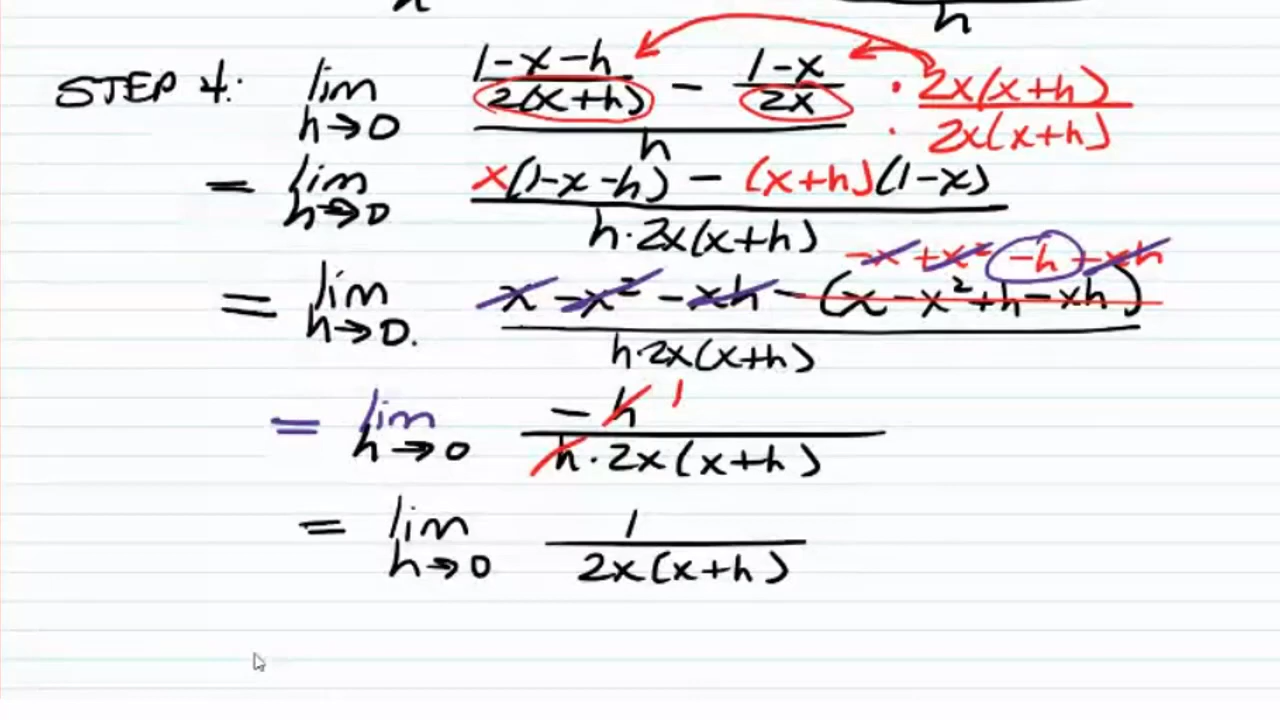 h
STEP 4: lim h→0 (1-x-h)/(2(x+h)) - (1-x)/(2x) / h · 2x(x+h) / · 2x(x+h)
= lim h→0 x(1-x-h) - (x+h)(1-x) / h·2x(x+h)
-x +x² -h +xh
= lim h→0. x - x² - xh - (x - x² + h - xh) / h·2x(x+h)
= lim h→0 -h 1 / h·2x(x+h)
= lim h→0 1 / 2x(x+h)